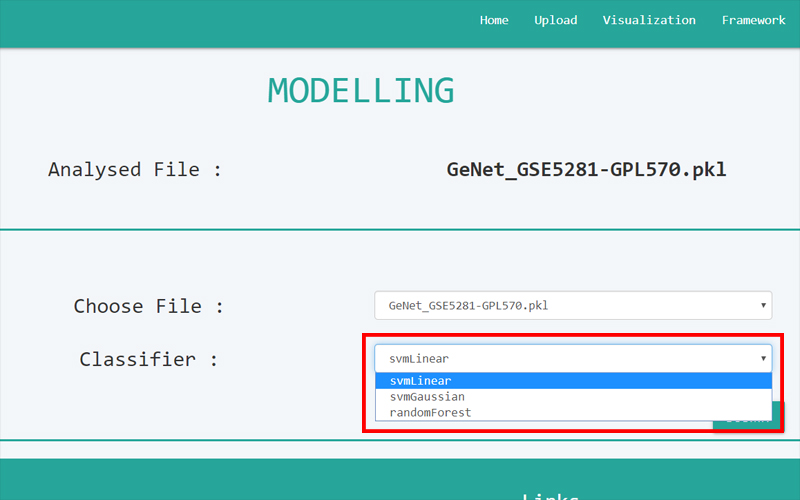 Home Upload Visualization Framework
MODELLING
Analysed File : GeNet_GSE5281-GPL570.pkl
Choose File : GeNet_GSE5281-GPL570.pkl
Classifier : svmLinear
svmLinear
svmGaussian
randomForest
Links